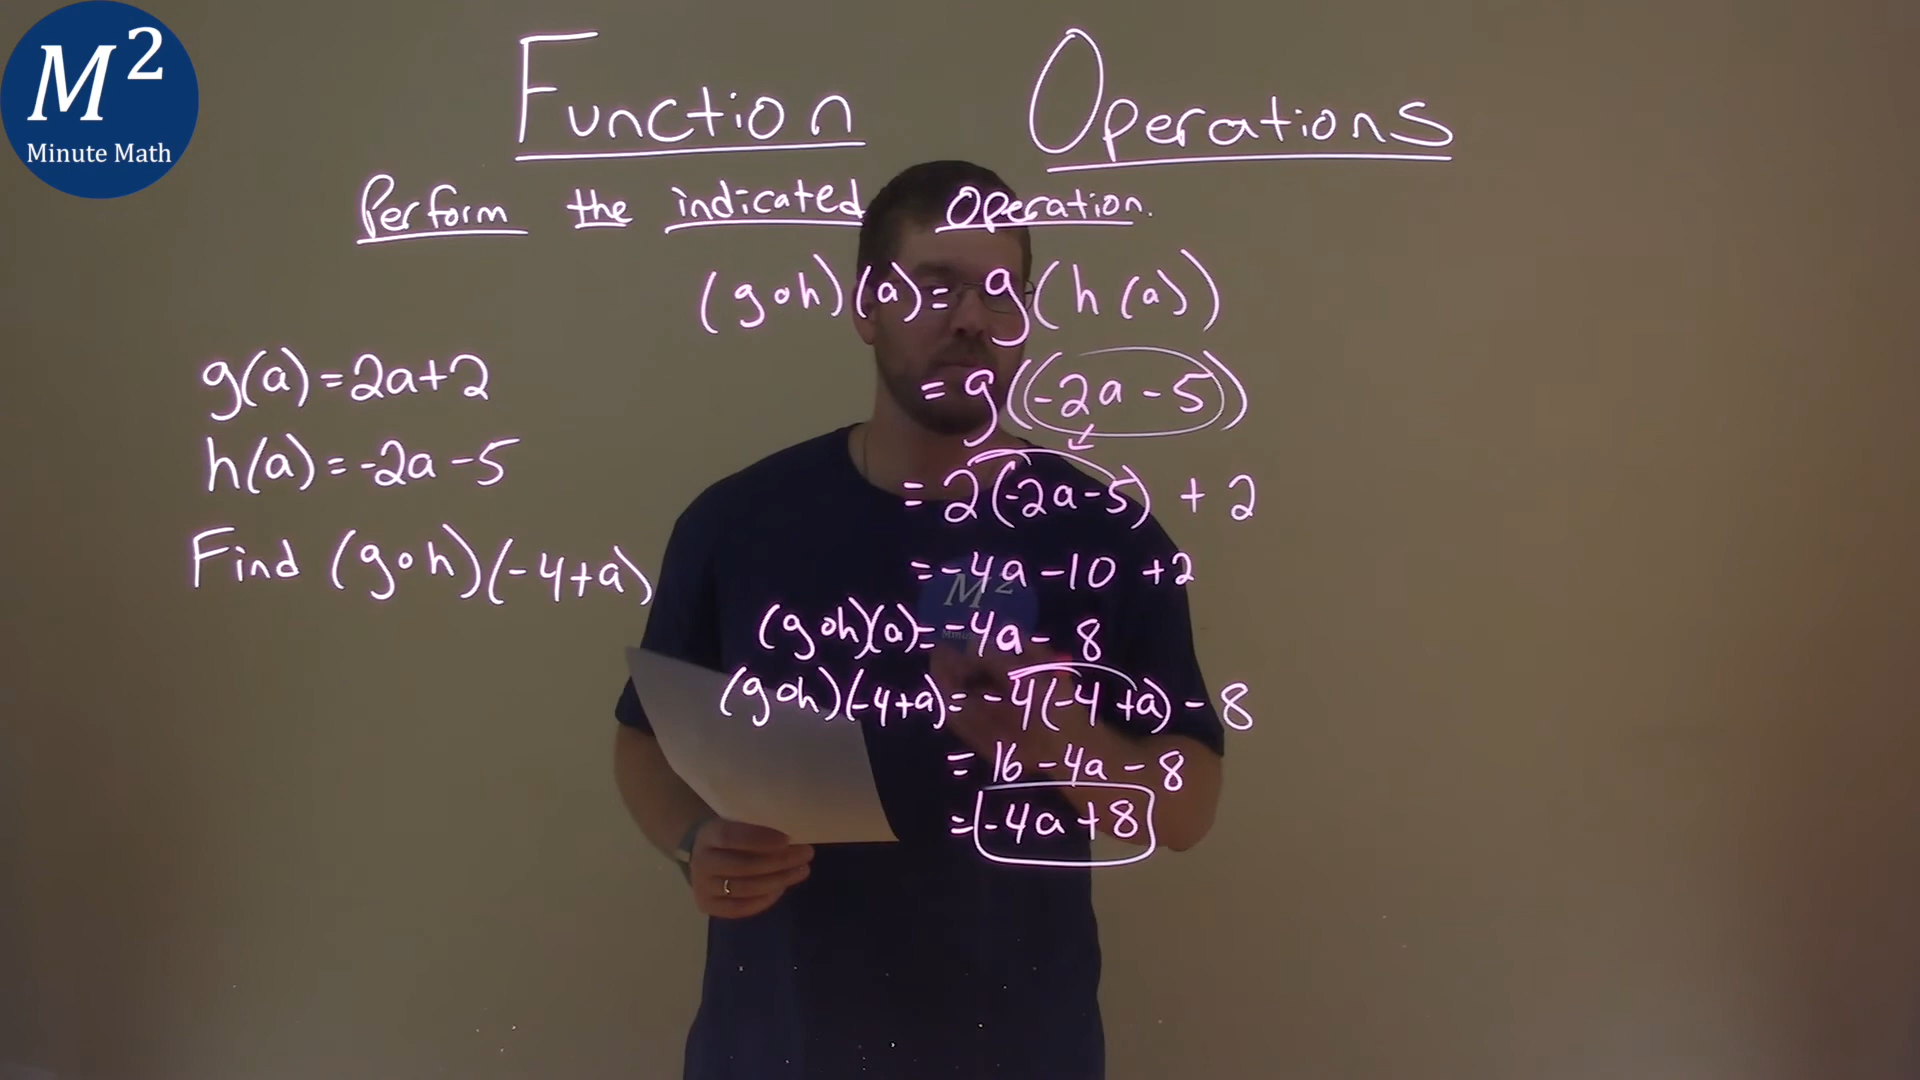 M²
Minute Math
Function Operations
Perform the indicated operation.
(g∘h)(a) = g(h(a))
g(a) = 2a+2
= g((-2a-5))
h(a) = -2a-5
= 2(-2a-5) + 2
Find (g∘h)(-4+a)
= -4a-10 +2
M²
(g∘h)(a) = -4a - 8
(g∘h)(-4+a) = -4(-4+a) - 8
= 16 - 4a - 8
= -4a+8